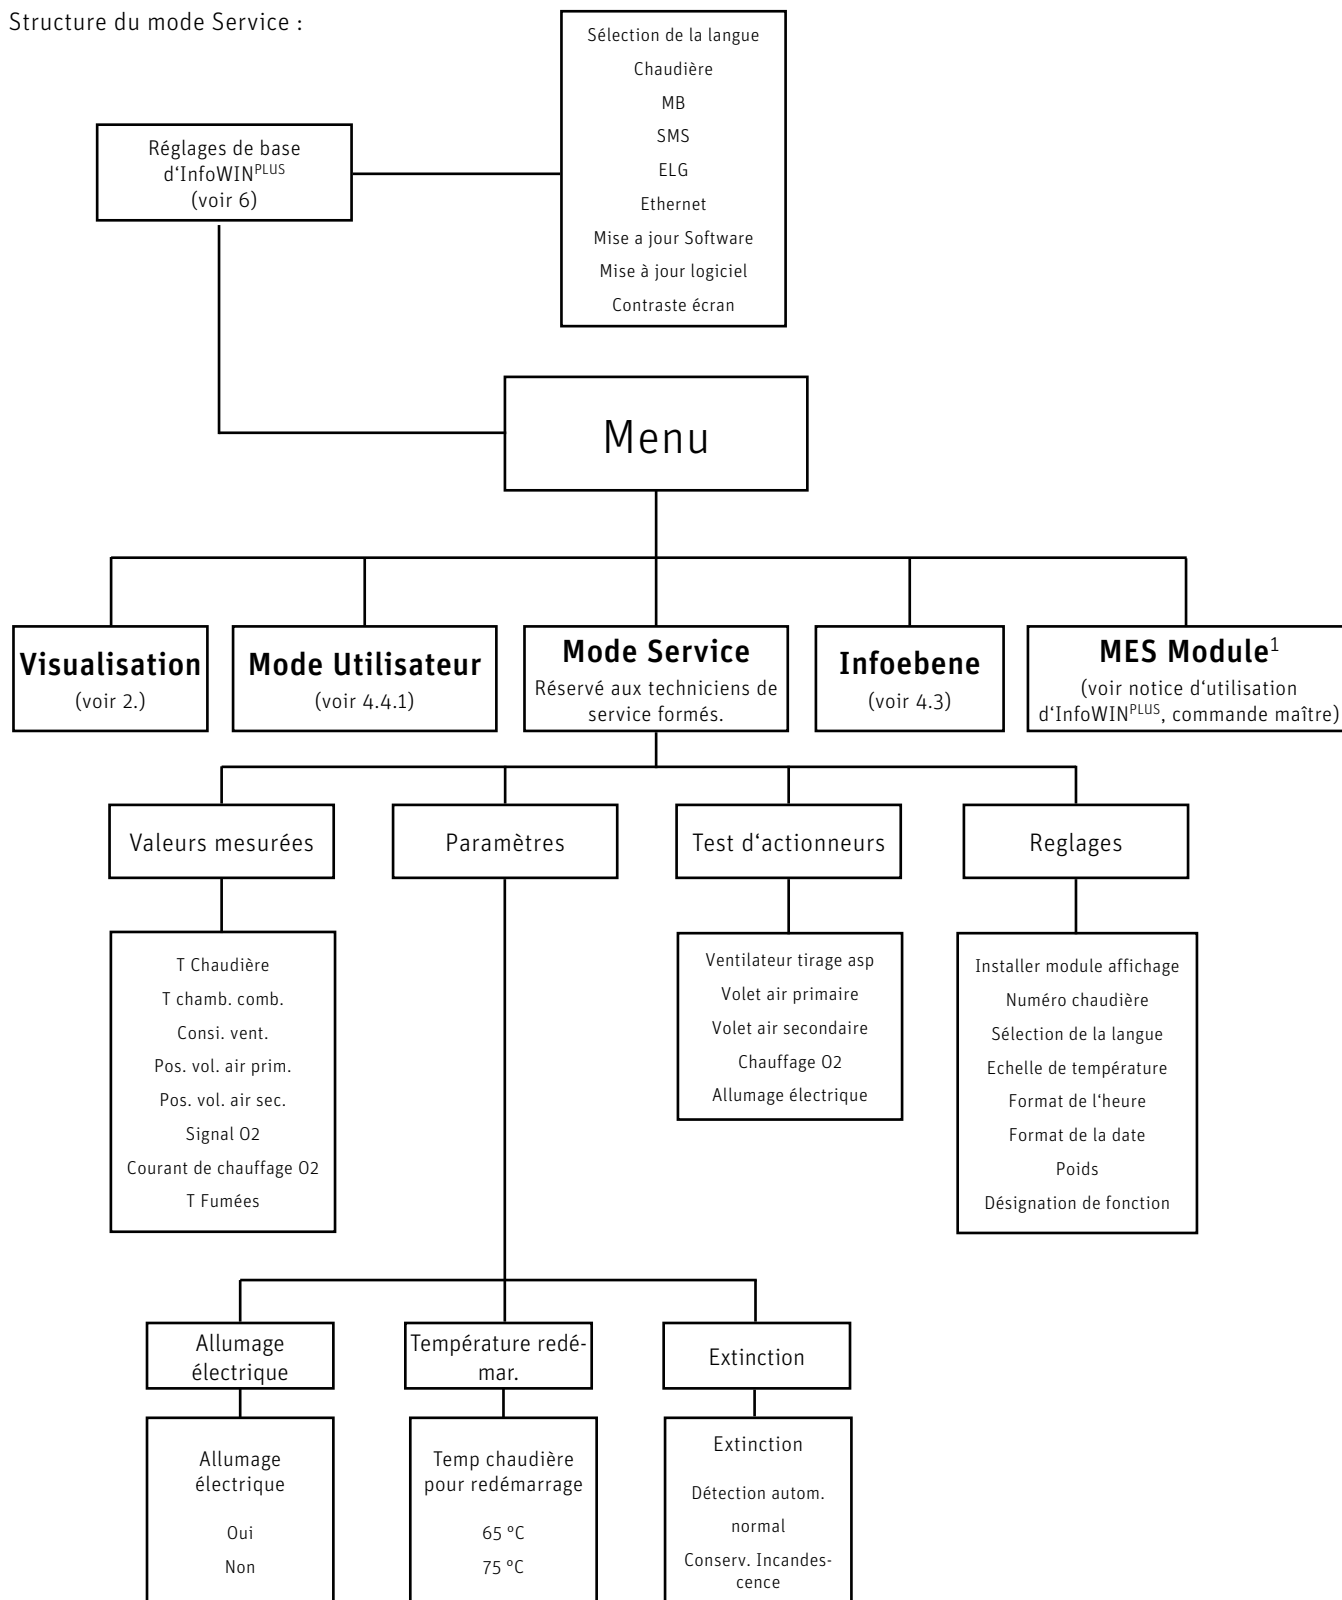 Structure du mode Service :
Sélection de la langue
Chaudière
MB
SMS
ELG
Ethernet
Mise a jour Software
Mise à jour logiciel
Contraste écran
Réglages de base
d‘InfoWINPLUS
(voir 6)
Menu
Visualisation
(voir 2.)
Mode Utilisateur
(voir 4.4.1)
Mode Service
Réservé aux techniciens de
service formés.
Infoebene
(voir 4.3)
MES Module1
(voir notice d‘utilisation
d‘InfoWINPLUS, commande maître)
Valeurs mesurées
Paramètres
Test d‘actionneurs
Reglages
T Chaudière
T chamb. comb.
Consi. vent.
Pos. vol. air prim.
Pos. vol. air sec.
Signal O2
Courant de chauffage O2
T Fumées
Ventilateur tirage asp
Volet air primaire
Volet air secondaire
Chauffage O2
Allumage électrique
Installer module affichage
Numéro chaudière
Sélection de la langue
Echelle de température
Format de l‘heure
Format de la date
Poids
Désignation de fonction
Allumage
électrique
Température redé-
mar.
Extinction
Allumage
électrique
Oui
Non
Temp chaudière
pour redémarrage
65 °C
75 °C
Extinction
Détection autom.
normal
Conserv. Incandes-
cence